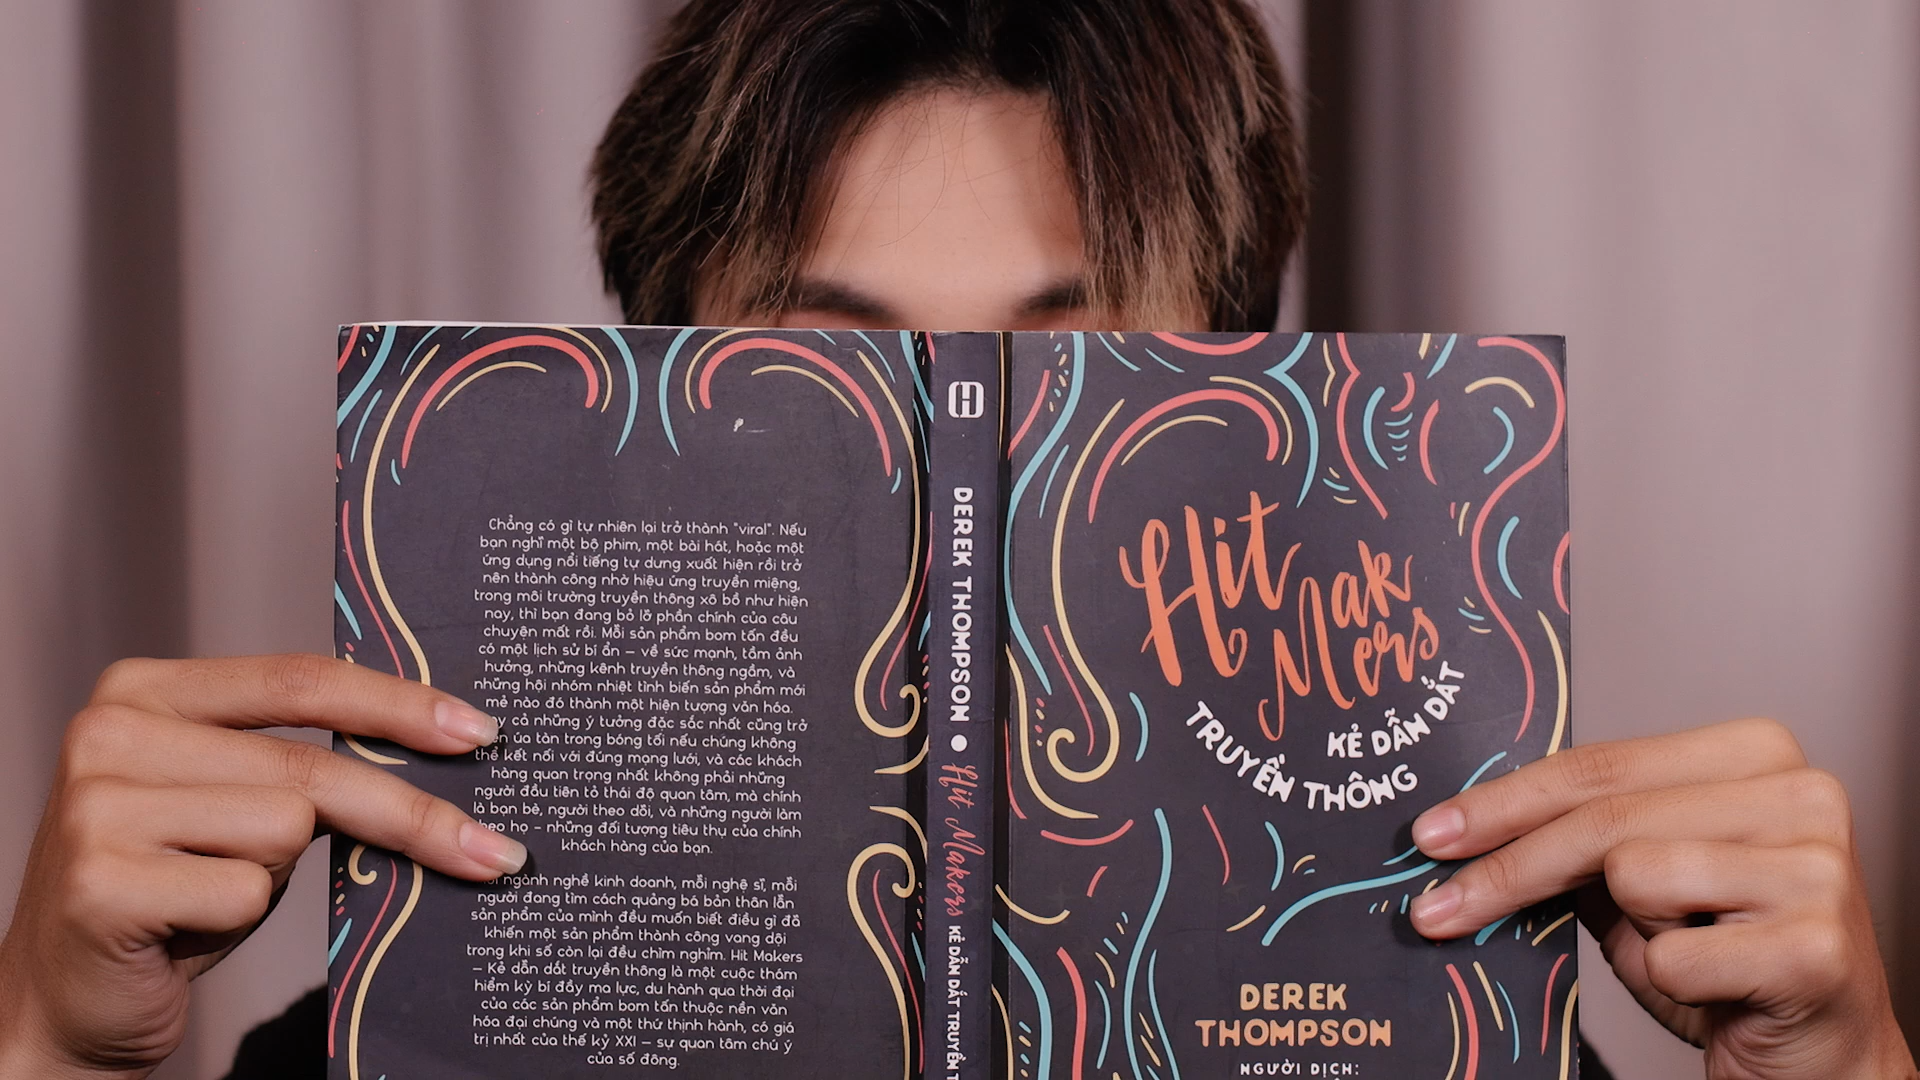 Chẳng có gì tự nhiên lại trở thành "viral". Nếu
bạn nghĩ một bộ phim, một bài hát, hoặc một
ứng dụng nổi tiếng tự dưng xuất hiện rồi trở
nên thành công nhờ hiệu ứng truyền miệng,
trong môi trường truyền thông xô bồ như hiện
nay, thì bạn đang bỏ lỡ phần chính của câu
chuyện mất rồi. Mỗi sản phẩm bom tấn đều
có một lịch sử bí ẩn – về sức mạnh, tầm ảnh
hưởng, những kênh truyền thông ngầm, và
những hội nhóm nhiệt tình biến sản phẩm mới
mẻ nào đó thành một hiện tượng văn hóa.
cả những ý tưởng đặc sắc nhất cũng trở
úa tàn trong bóng tối nếu chúng không
thể kết nối với đúng mạng lưới, và các khách
hàng quan trọng nhất không phải những
người đầu tiên tỏ thái độ quan tâm, mà chính
là bạn bè, người theo dõi, và những người làm
theo họ – những đối tượng tiêu thụ của chính
khách hàng của bạn.
ngành nghề kinh doanh, mỗi nghệ sĩ, mỗi
người đang tìm cách quảng bá bản thân lẫn
sản phẩm của mình đều muốn biết điều gì đã
khiến một sản phẩm thành công vang dội
trong khi số còn lại đều chìm nghỉm. Hit Makers
– Kẻ dẫn dắt truyền thông là một cuộc thám
hiểm kỳ bí đầy ma lực, du hành qua thời đại
của các sản phẩm bom tấn thuộc nền văn
hóa đại chúng và một thứ thịnh hành, có giá
trị nhất của thế kỷ XXI – sự quan tâm chú ý
của số đông.
DEREK THOMPSON • Hit Makers KẺ DẪN DẮT TRUYỀN
Hit
Mak
ers
KẺ DẪN DẮT
TRUYỀN THÔNG
DEREK
THOMPSON
NGƯỜI DỊCH: